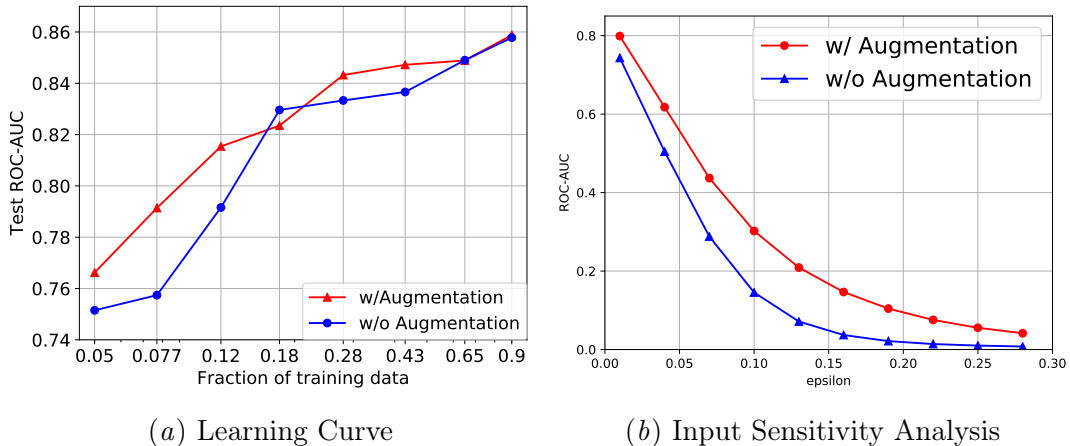 0.86
0.84
0.82
0.80
0.78
0.76
0.74
Test ROC-AUC
w/Augmentation
w/o Augmentation
0.05 0.077 0.12 0.18 0.28 0.43 0.65 0.9
Fraction of training data
(a) Learning Curve
0.8
0.6
0.4
0.2
0.0
ROC-AUC
w/ Augmentation
w/o Augmentation
0.00 0.05 0.10 0.15 0.20 0.25 0.30
epsilon
(b) Input Sensitivity Analysis